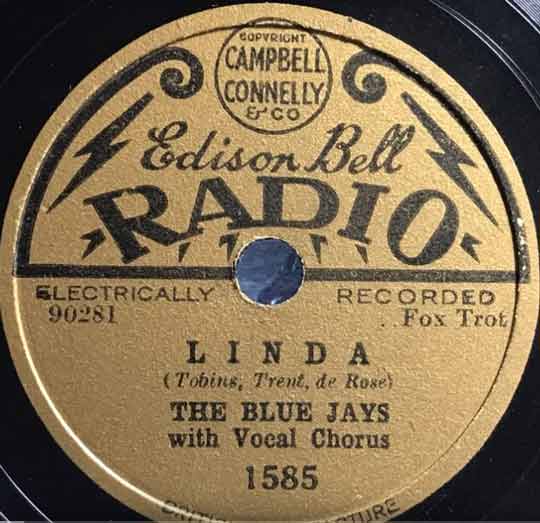 COPYRIGHT
CAMPBELL
CONNELLY
& CO
Edison Bell
RADIO
ELECTRICALLY RECORDED
90281 Fox Trot
LINDA
(Tobins, Trent, de Rose)
THE BLUE JAYS
with Vocal Chorus
1585